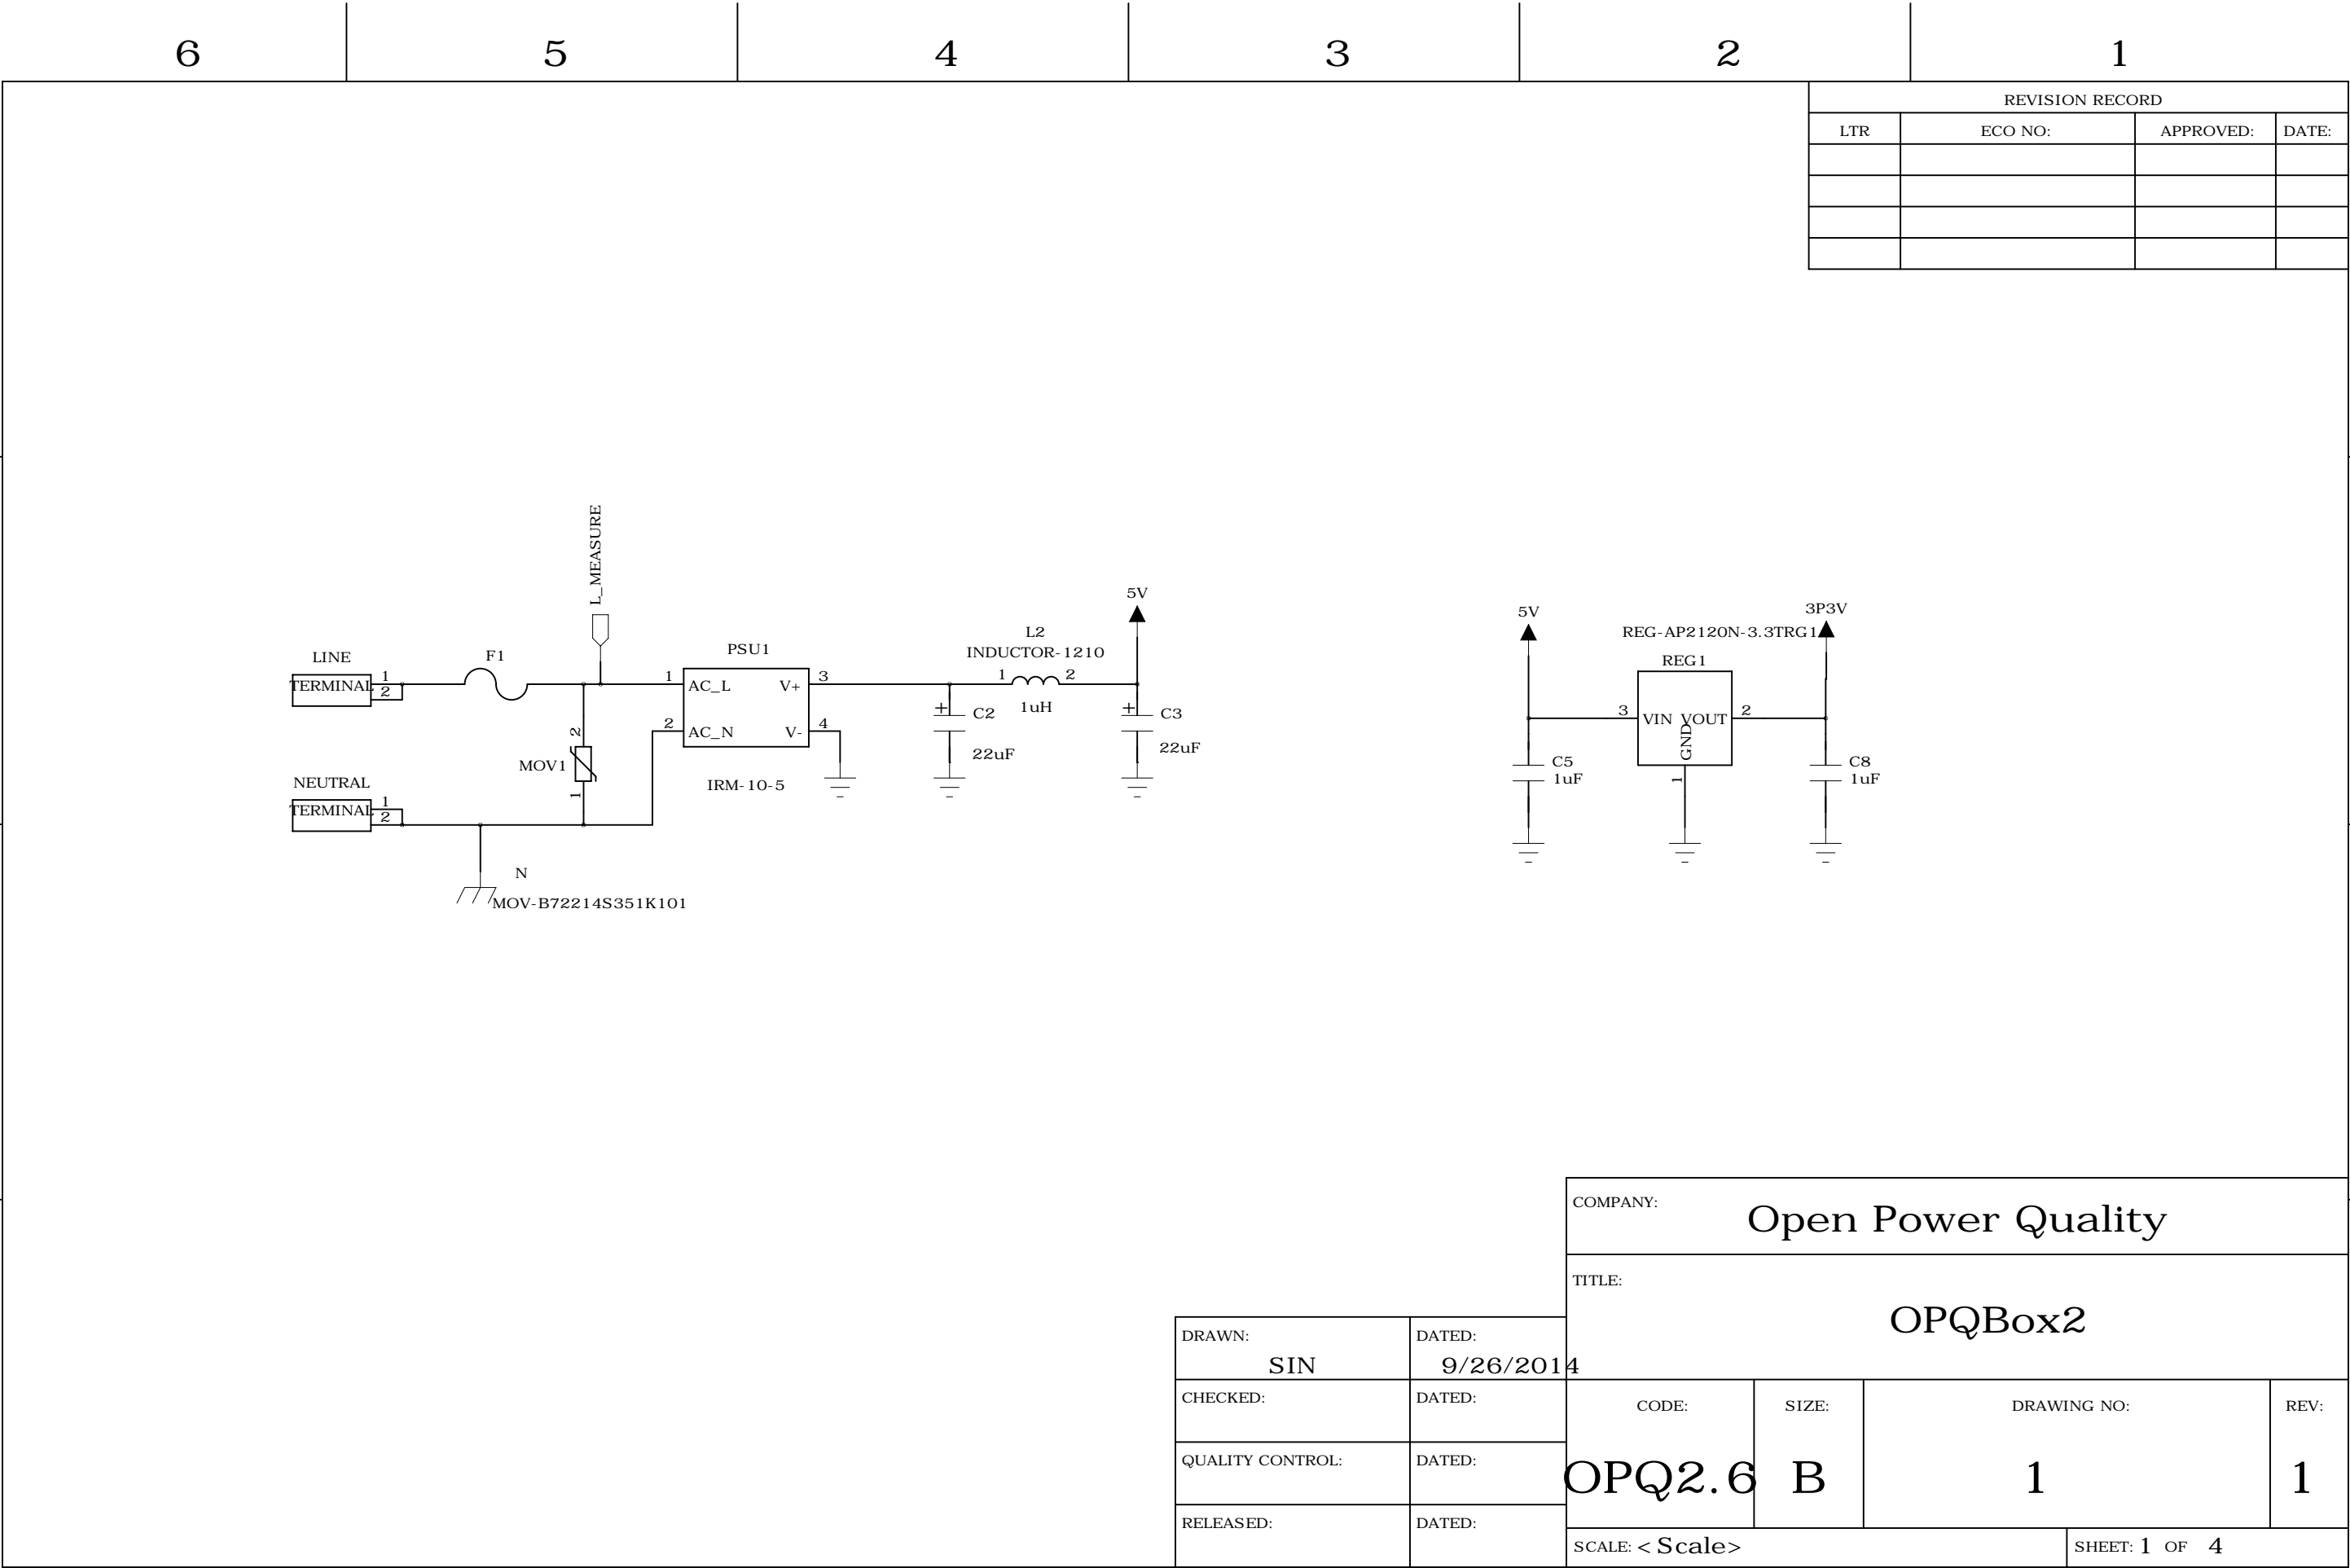 6 5 4 3 2 1
REVISION RECORD
LTR ECO NO: APPROVED: DATE:
L_MEASURE
5V
L2
INDUCTOR-1210
1 2
1uH
PSU1
1 AC_L V+ 3
2 AC_N V- 4
IRM-10-5
LINE
TERMINAL 1
2
F1
2
MOV1
1
NEUTRAL
TERMINAL 1
2
N
MOV-B72214S351K101
+ C2
22uF
+ C3
22uF
5V
3P3V
REG-AP2120N-3.3TRG1
REG1
3 VIN VOUT 2
GND
1
C5
1uF
C8
1uF
COMPANY:
Open Power Quality
TITLE:
OPQBox2
DRAWN: DATED:
SIN 9/26/2014
CHECKED: DATED:
QUALITY CONTROL: DATED:
RELEASED: DATED:
CODE: SIZE: DRAWING NO: REV:
OPQ2.6 B 1 1
SCALE: <Scale> SHEET: 1 OF 4